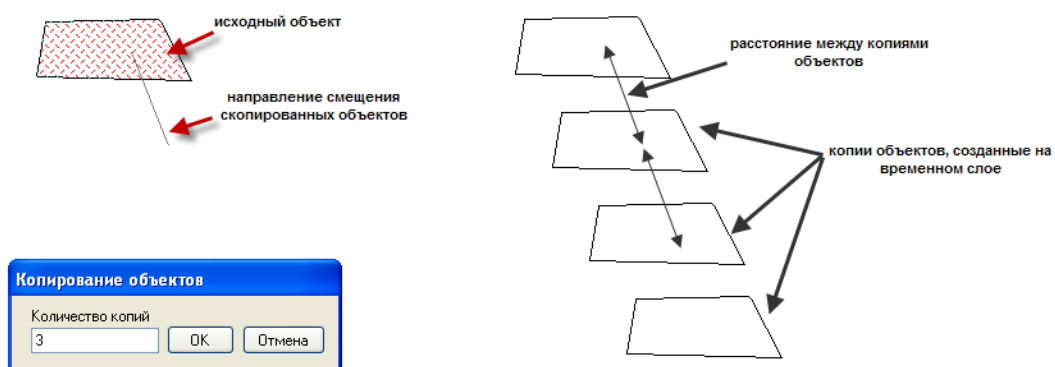 исходный объект
направление смещения
скопированных объектов
расстояние между копиями
объектов
копии объектов, созданные на
временном слое
Копирование объектов
Количество копий
3
OK
Отмена